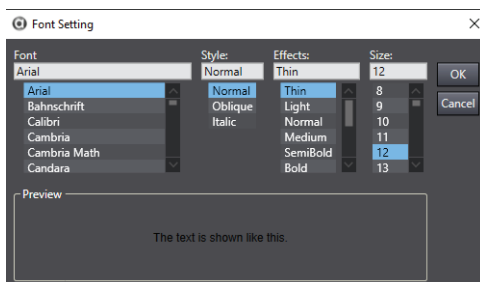 Font Setting
Font
Style:
Effects:
Size:
Arial
Normal
Thin
12
OK
Cancel
Arial
Bahnschrift
Calibri
Cambria
Cambria Math
Candara
Normal
Oblique
Italic
Thin
Light
Normal
Medium
SemiBold
Bold
8
9
10
11
12
13
Preview
The text is shown like this.